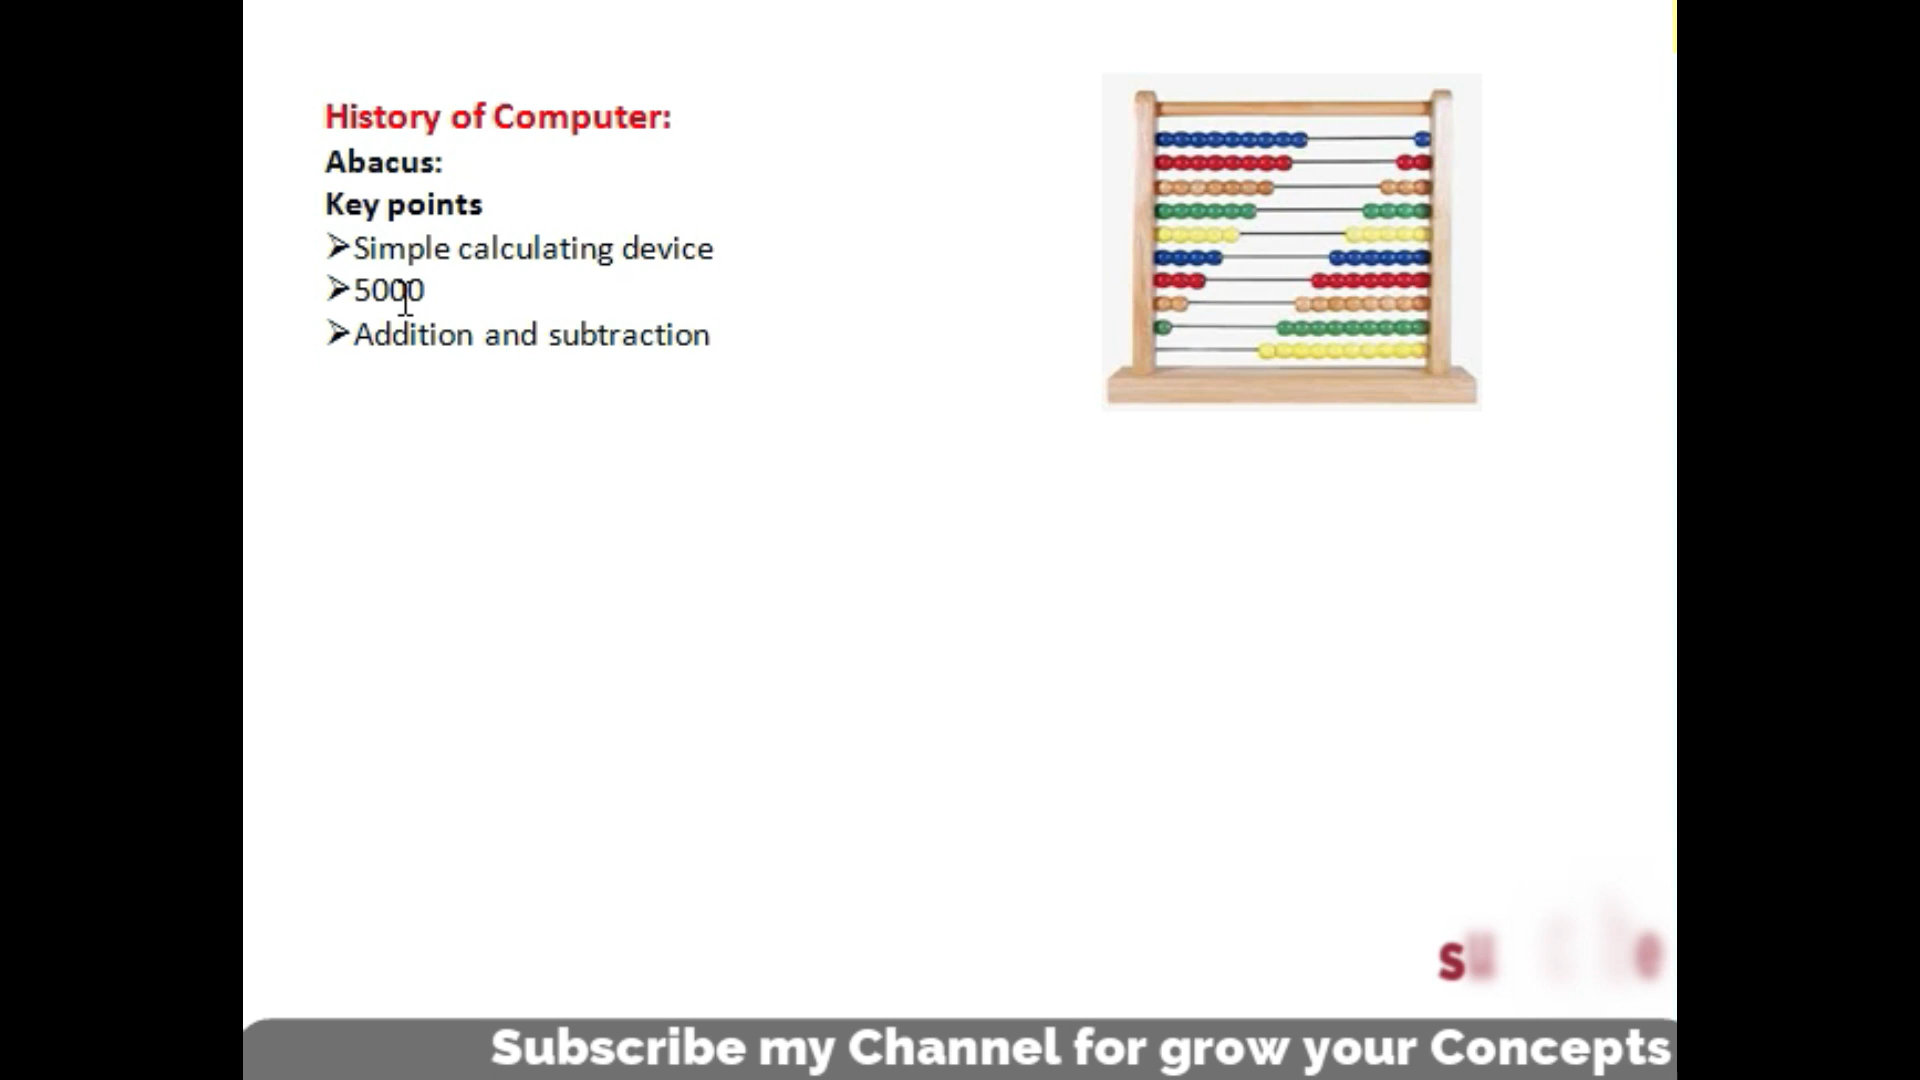 History of Computer:
Abacus:
Key points
➢Simple calculating device
➢5000
➢Addition and subtraction
Subscribe my Channel for grow your Concepts